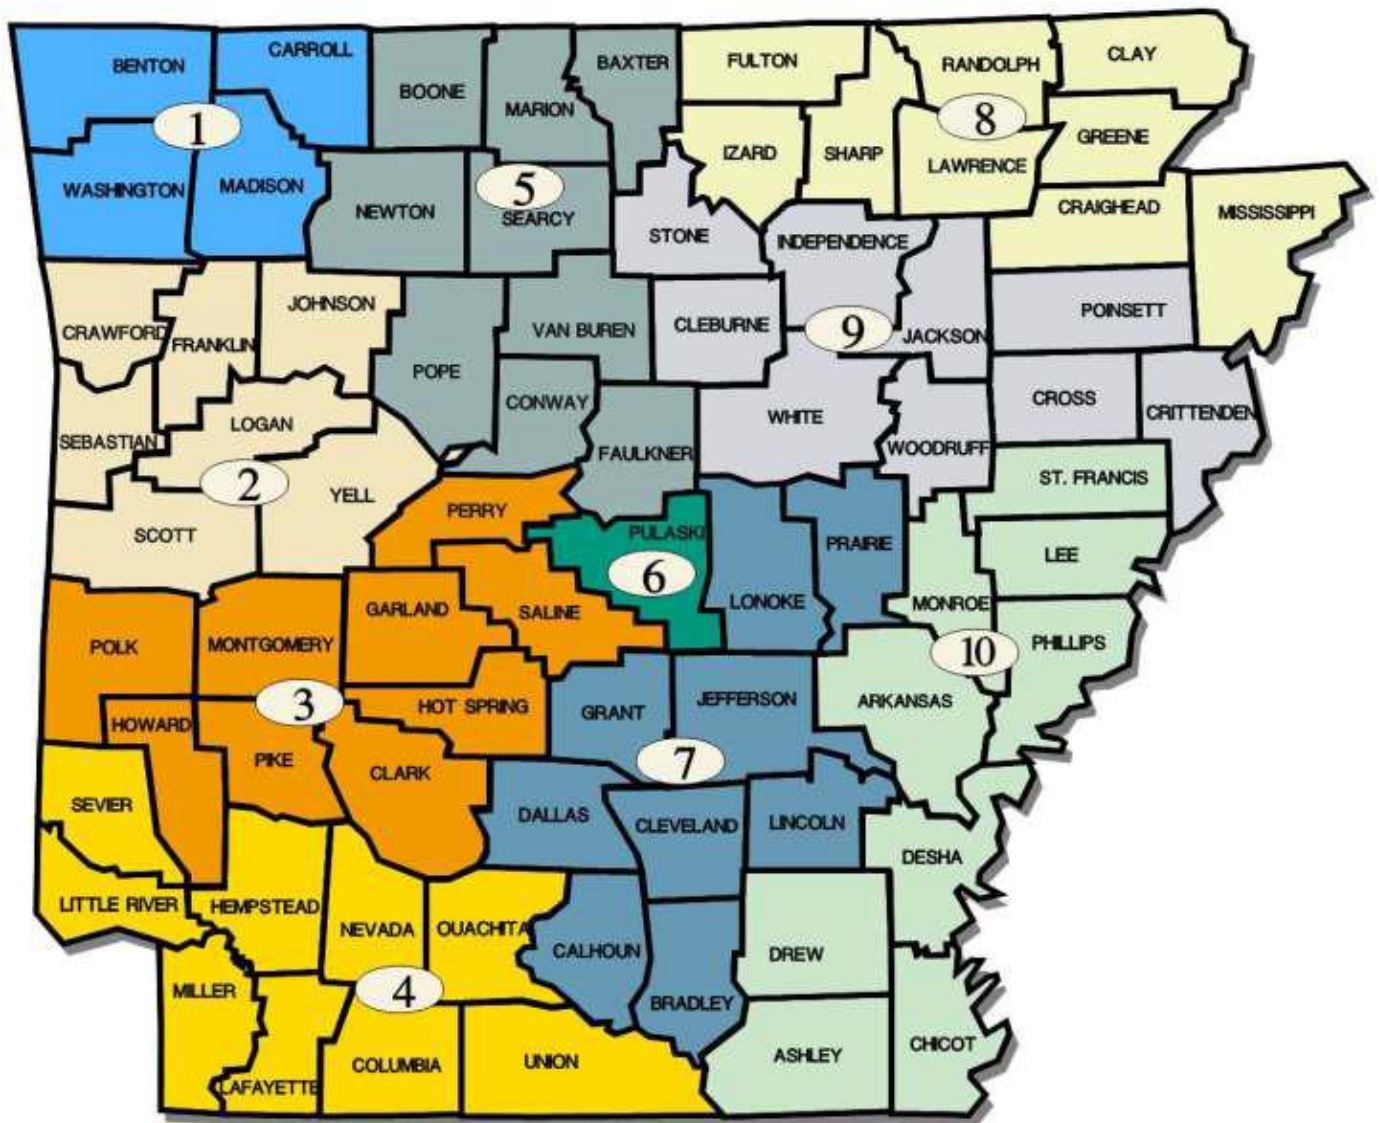 BENTON
CARROLL
BOONE
MARION
BAXTER
FULTON
RANDOLPH
CLAY
1
8
IZARD
SHARP
LAWRENCE
GREENE
WASHINGTON
MADISON
NEWTON
5
SEARCY
STONE
INDEPENDENCE
CRAIGHEAD
MISSISSIPPI
CRAWFORD
FRANKLIN
JOHNSON
POPE
VAN BUREN
CLEBURNE
9
JACKSON
POINSETT
SEBASTIAN
LOGAN
CONWAY
WHITE
CROSS
CRITTENDEN
FAULKNER
WOODRUFF
2
YELL
SCOTT
PERRY
PULASKI
6
PRAIRIE
ST. FRANCIS
LEE
POLK
MONTGOMERY
GARLAND
SALINE
LONOKE
MONROE
10
PHILLIPS
HOWARD
3
HOT SPRING
GRANT
JEFFERSON
ARKANSAS
PIKE
CLARK
7
SEVIER
DALLAS
CLEVELAND
LINCOLN
DESHA
LITTLE RIVER
HEMPSTEAD
NEVADA
OUACHITA
CALHOUN
DREW
MILLER
4
BRADLEY
LAFAYETTE
COLUMBIA
UNION
ASHLEY
CHICOT